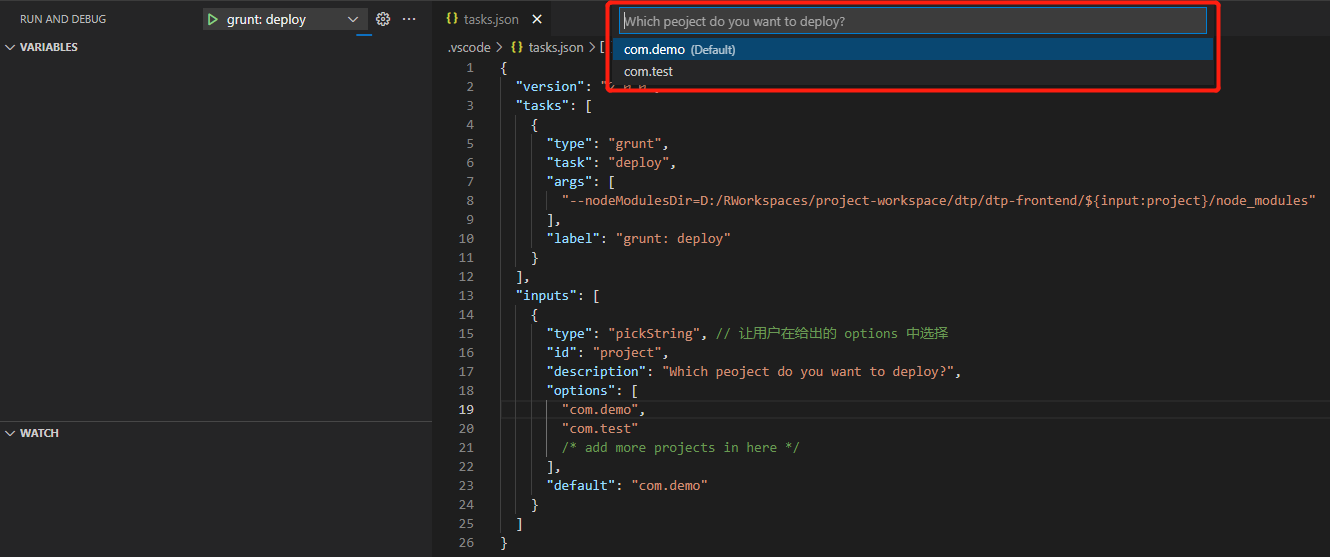 RUN AND DEBUG
grunt: deploy
VARIABLES
WATCH
{} tasks.json
Which peoject do you want to deploy?
com.demo (Default)
com.test
.vscode > {} tasks.json > [
1 {
2 "version":
3 "tasks": [
4 {
5 "type": "grunt",
6 "task": "deploy",
7 "args": [
8 "--nodeModulesDir=D:/RWorkspaces/project-workspace/dtp/dtp-frontend/${input:project}/node_modules"
9 ],
10 "label": "grunt: deploy"
11 }
12 ],
13 "inputs": [
14 {
15 "type": "pickString", // 让用户在给出的 options 中选择
16 "id": "project",
17 "description": "Which peoject do you want to deploy?",
18 "options": [
19 "com.demo",
20 "com.test"
21 /* add more projects in here */
22 ],
23 "default": "com.demo"
24 }
25 ]
26 }